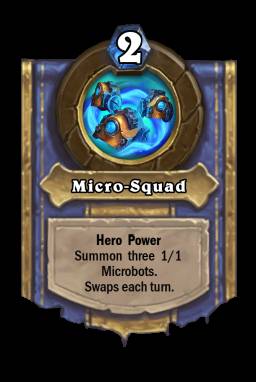 2
Micro-Squad
Hero Power
Summon three 1/1
Microbots.
Swaps each turn.